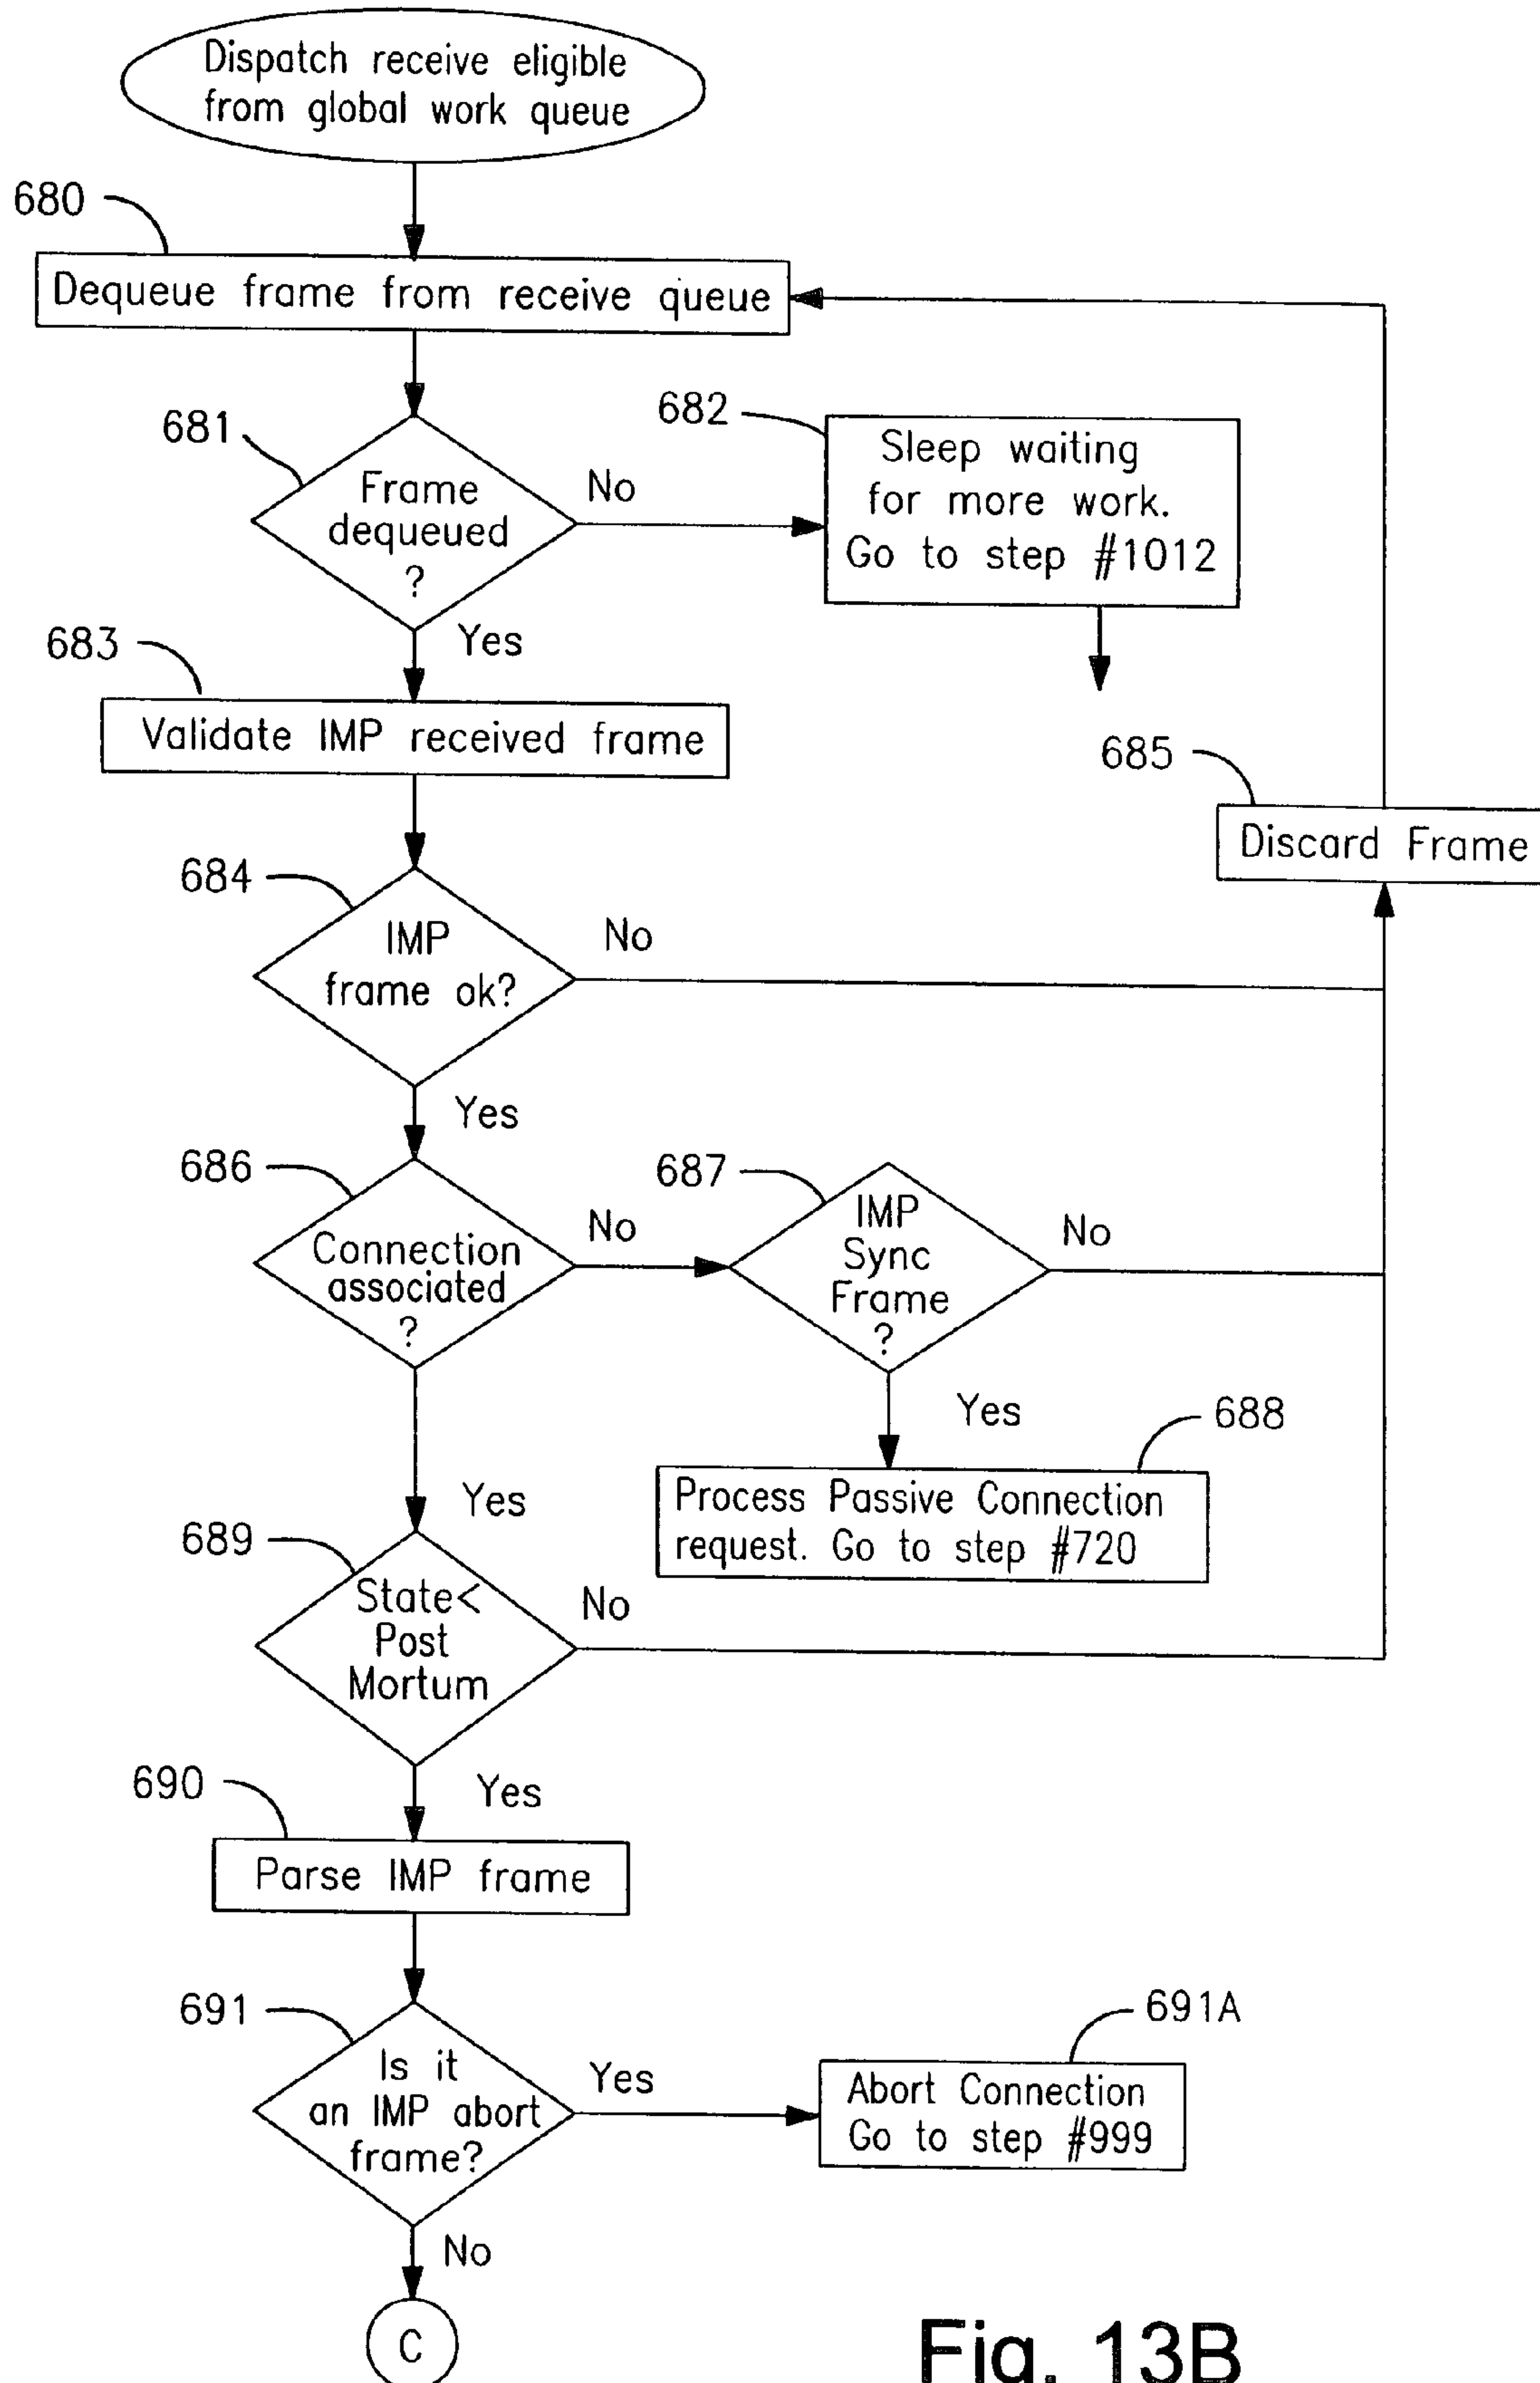 Dispatch receive eligible
from global work queue
680
Dequeue frame from receive queue
681
Frame
dequeued
?
No
682
Sleep waiting
for more work.
Go to step #1012
Yes
683
Validate IMP received frame
685
Discard Frame
684
IMP
frame ok?
No
Yes
686
Connection
associated
?
No
687
IMP
Sync
Frame
?
No
Yes
688
Process Passive Connection
request. Go to step #720
Yes
689
State<
Post
Mortum
No
Yes
690
Parse IMP frame
691
Is it
an IMP abort
frame?
Yes
691A
Abort Connection
Go to step #999
No
C
Fig. 13B